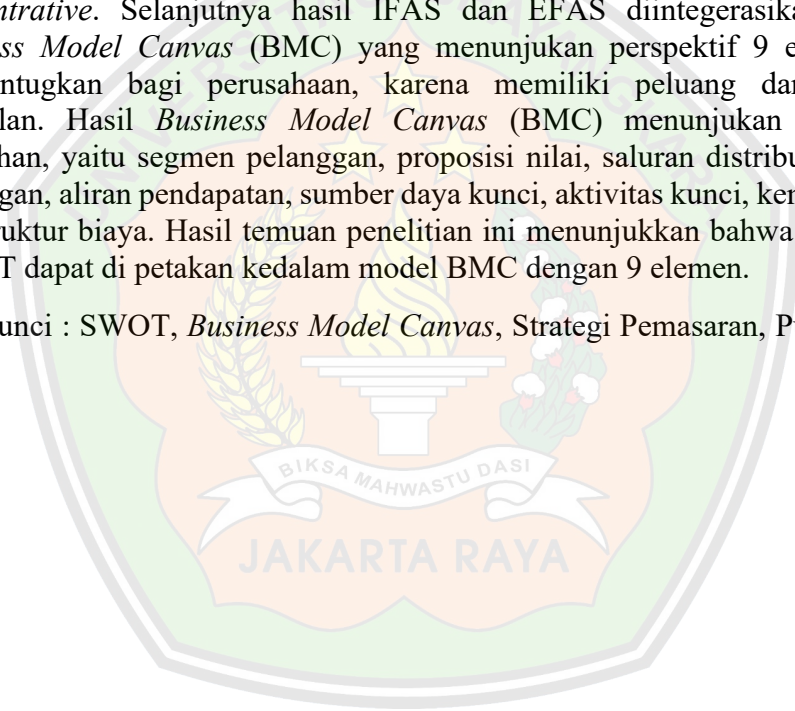 ntrative. Selanjutnya hasil IFAS dan EFAS diintegerasika
ss Model Canvas (BMC) yang menunjukan perspektif 9 e
ntugkan bagi perusahaan, karena memiliki peluang dar
lan. Hasil Business Model Canvas (BMC) menunjukan
han, yaitu segmen pelanggan, proposisi nilai, saluran distribu
gan, aliran pendapatan, sumber daya kunci, aktivitas kunci, ker
ruktur biaya. Hasil temuan penelitian ini menunjukkan bahwa
T dapat di petakan kedalam model BMC dengan 9 elemen.
unci : SWOT, Business Model Canvas, Strategi Pemasaran, P
BIKSA MAHWASTU DASI
JAKARTA RAYA